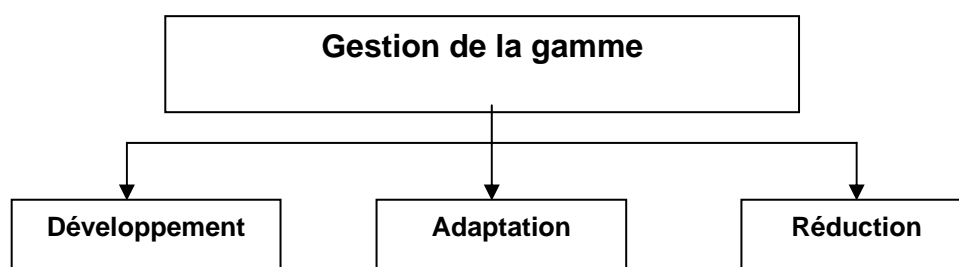 Gestion de la gamme
Développement
Adaptation
Réduction